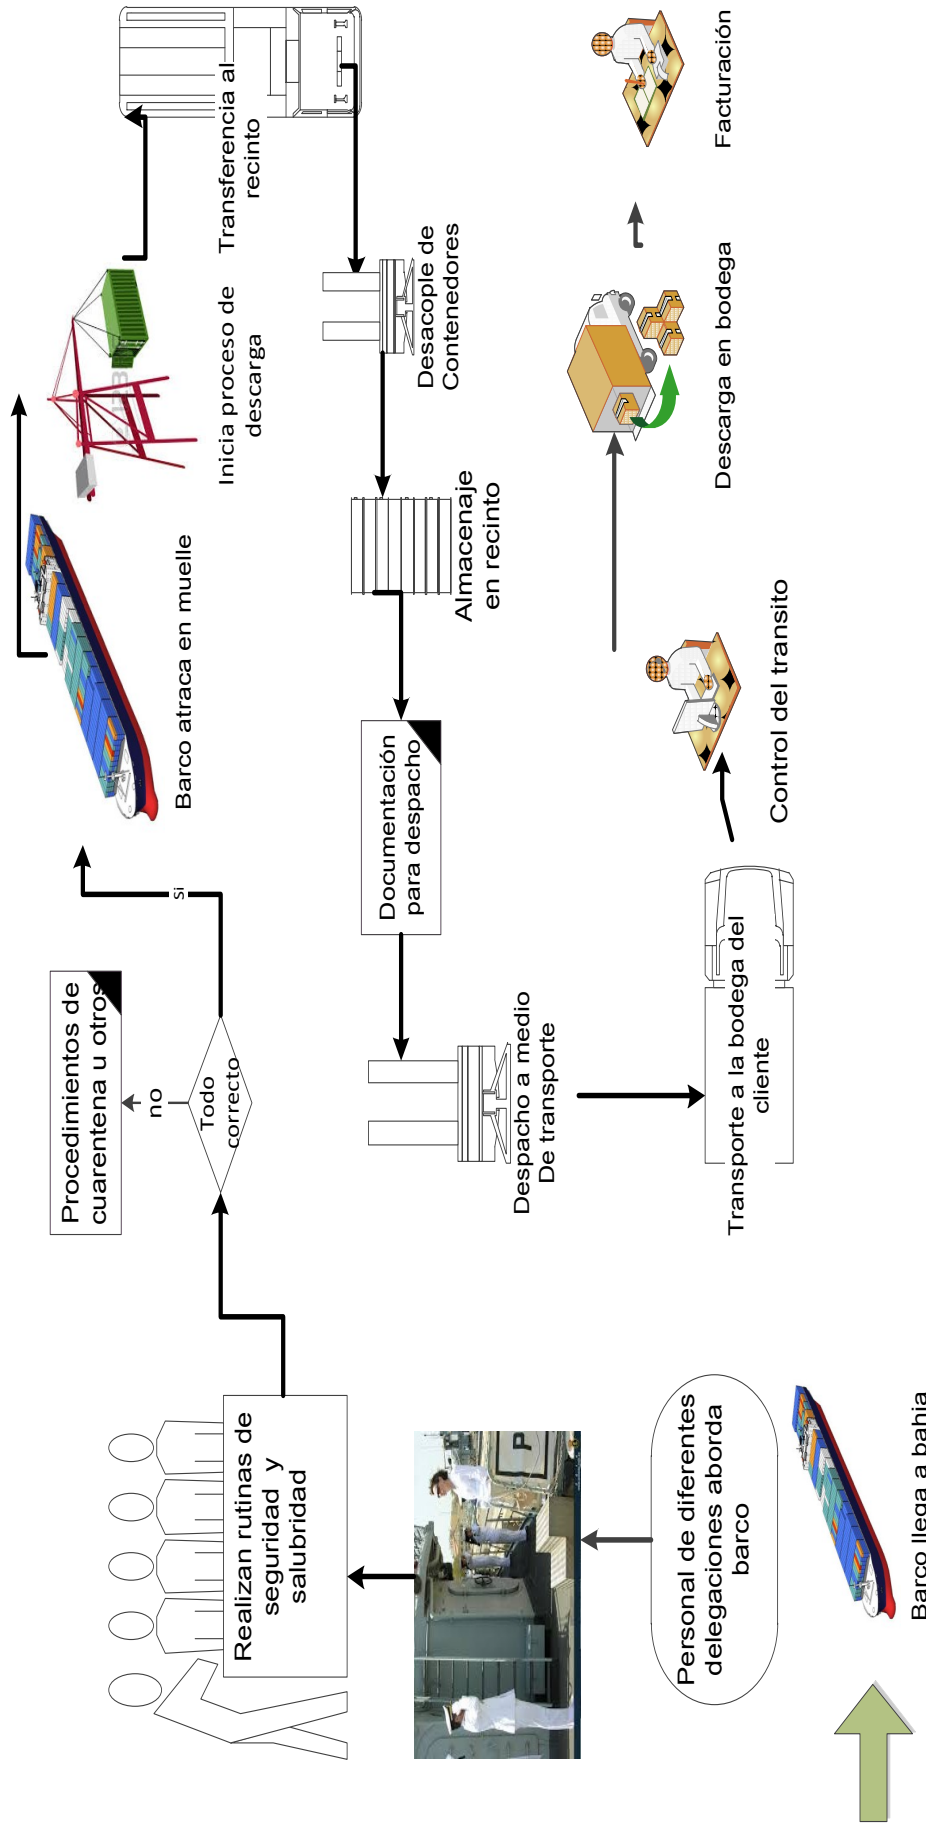 Barco llega a bahia
Personal de diferentes
delegaciones aborda
barco
P
Realizan rutinas de
seguridad y
salubridad
Todo
correcto
no
Procedimientos de
cuarentena u otros
Si
Barco atraca en muelle
Inicia proceso de
descarga
Transferencia al
recinto
Desacople de
Contenedores
Almacenaje
en recinto
Documentación
para despacho
Despacho a medio
De transporte
Transporte a la bodega del
cliente
Control del transito
Descarga en bodega
Facturación